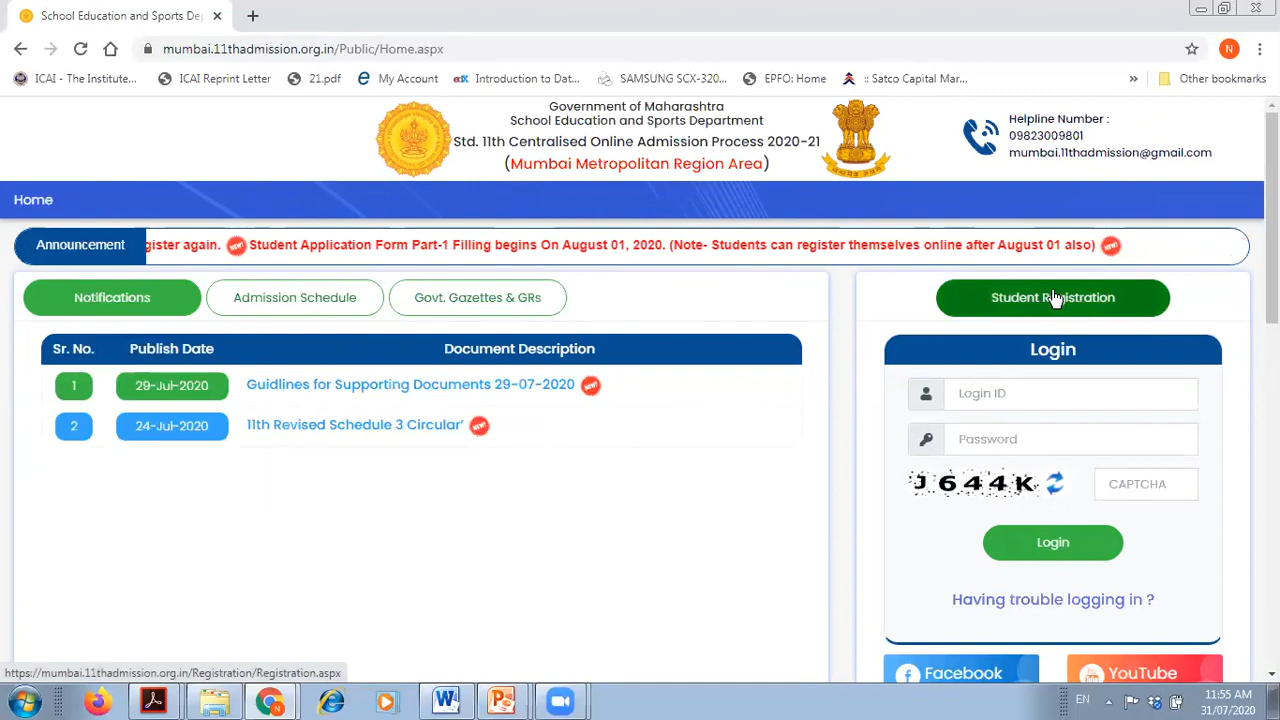 School Education and Sports De
mumbai.11thadmission.org.in/Public/Home.aspx
N
ICAI - The Institute...
ICAI Reprint Letter
21.pdf
My Account
edX
Introduction to Dat...
SAMSUNG SCX-320...
EPFO: Home
:: Satco Capital Mar...
»
Other bookmarks
Government of Maharashtra
School Education and Sports Department
Std. 11th Centralised Online Admission Process 2020-21
(Mumbai Metropolitan Region Area)
Helpline Number :
09823009801
mumbai.11thadmission@gmail.com
Home
Announcement
gister again. NEW! Student Application Form Part-1 Filling begins On August 01, 2020. (Note- Students can register themselves online after August 01 also) NEW!
Notifications
Admission Schedule
Govt. Gazettes & GRs
Student Registration
Sr. No. Publish Date Document Description
1 29-Jul-2020 Guidlines for Supporting Documents 29-07-2020 NEW!
2 24-Jul-2020 11th Revised Schedule 3 Circular' NEW!
Login
Login ID
Password
J644K
CAPTCHA
Login
Having trouble logging in ?
Facebook
YouTube
https://mumbai.11thadmission.org.in/Registration/Registration.aspx
EN
11:55 AM
31/07/2020